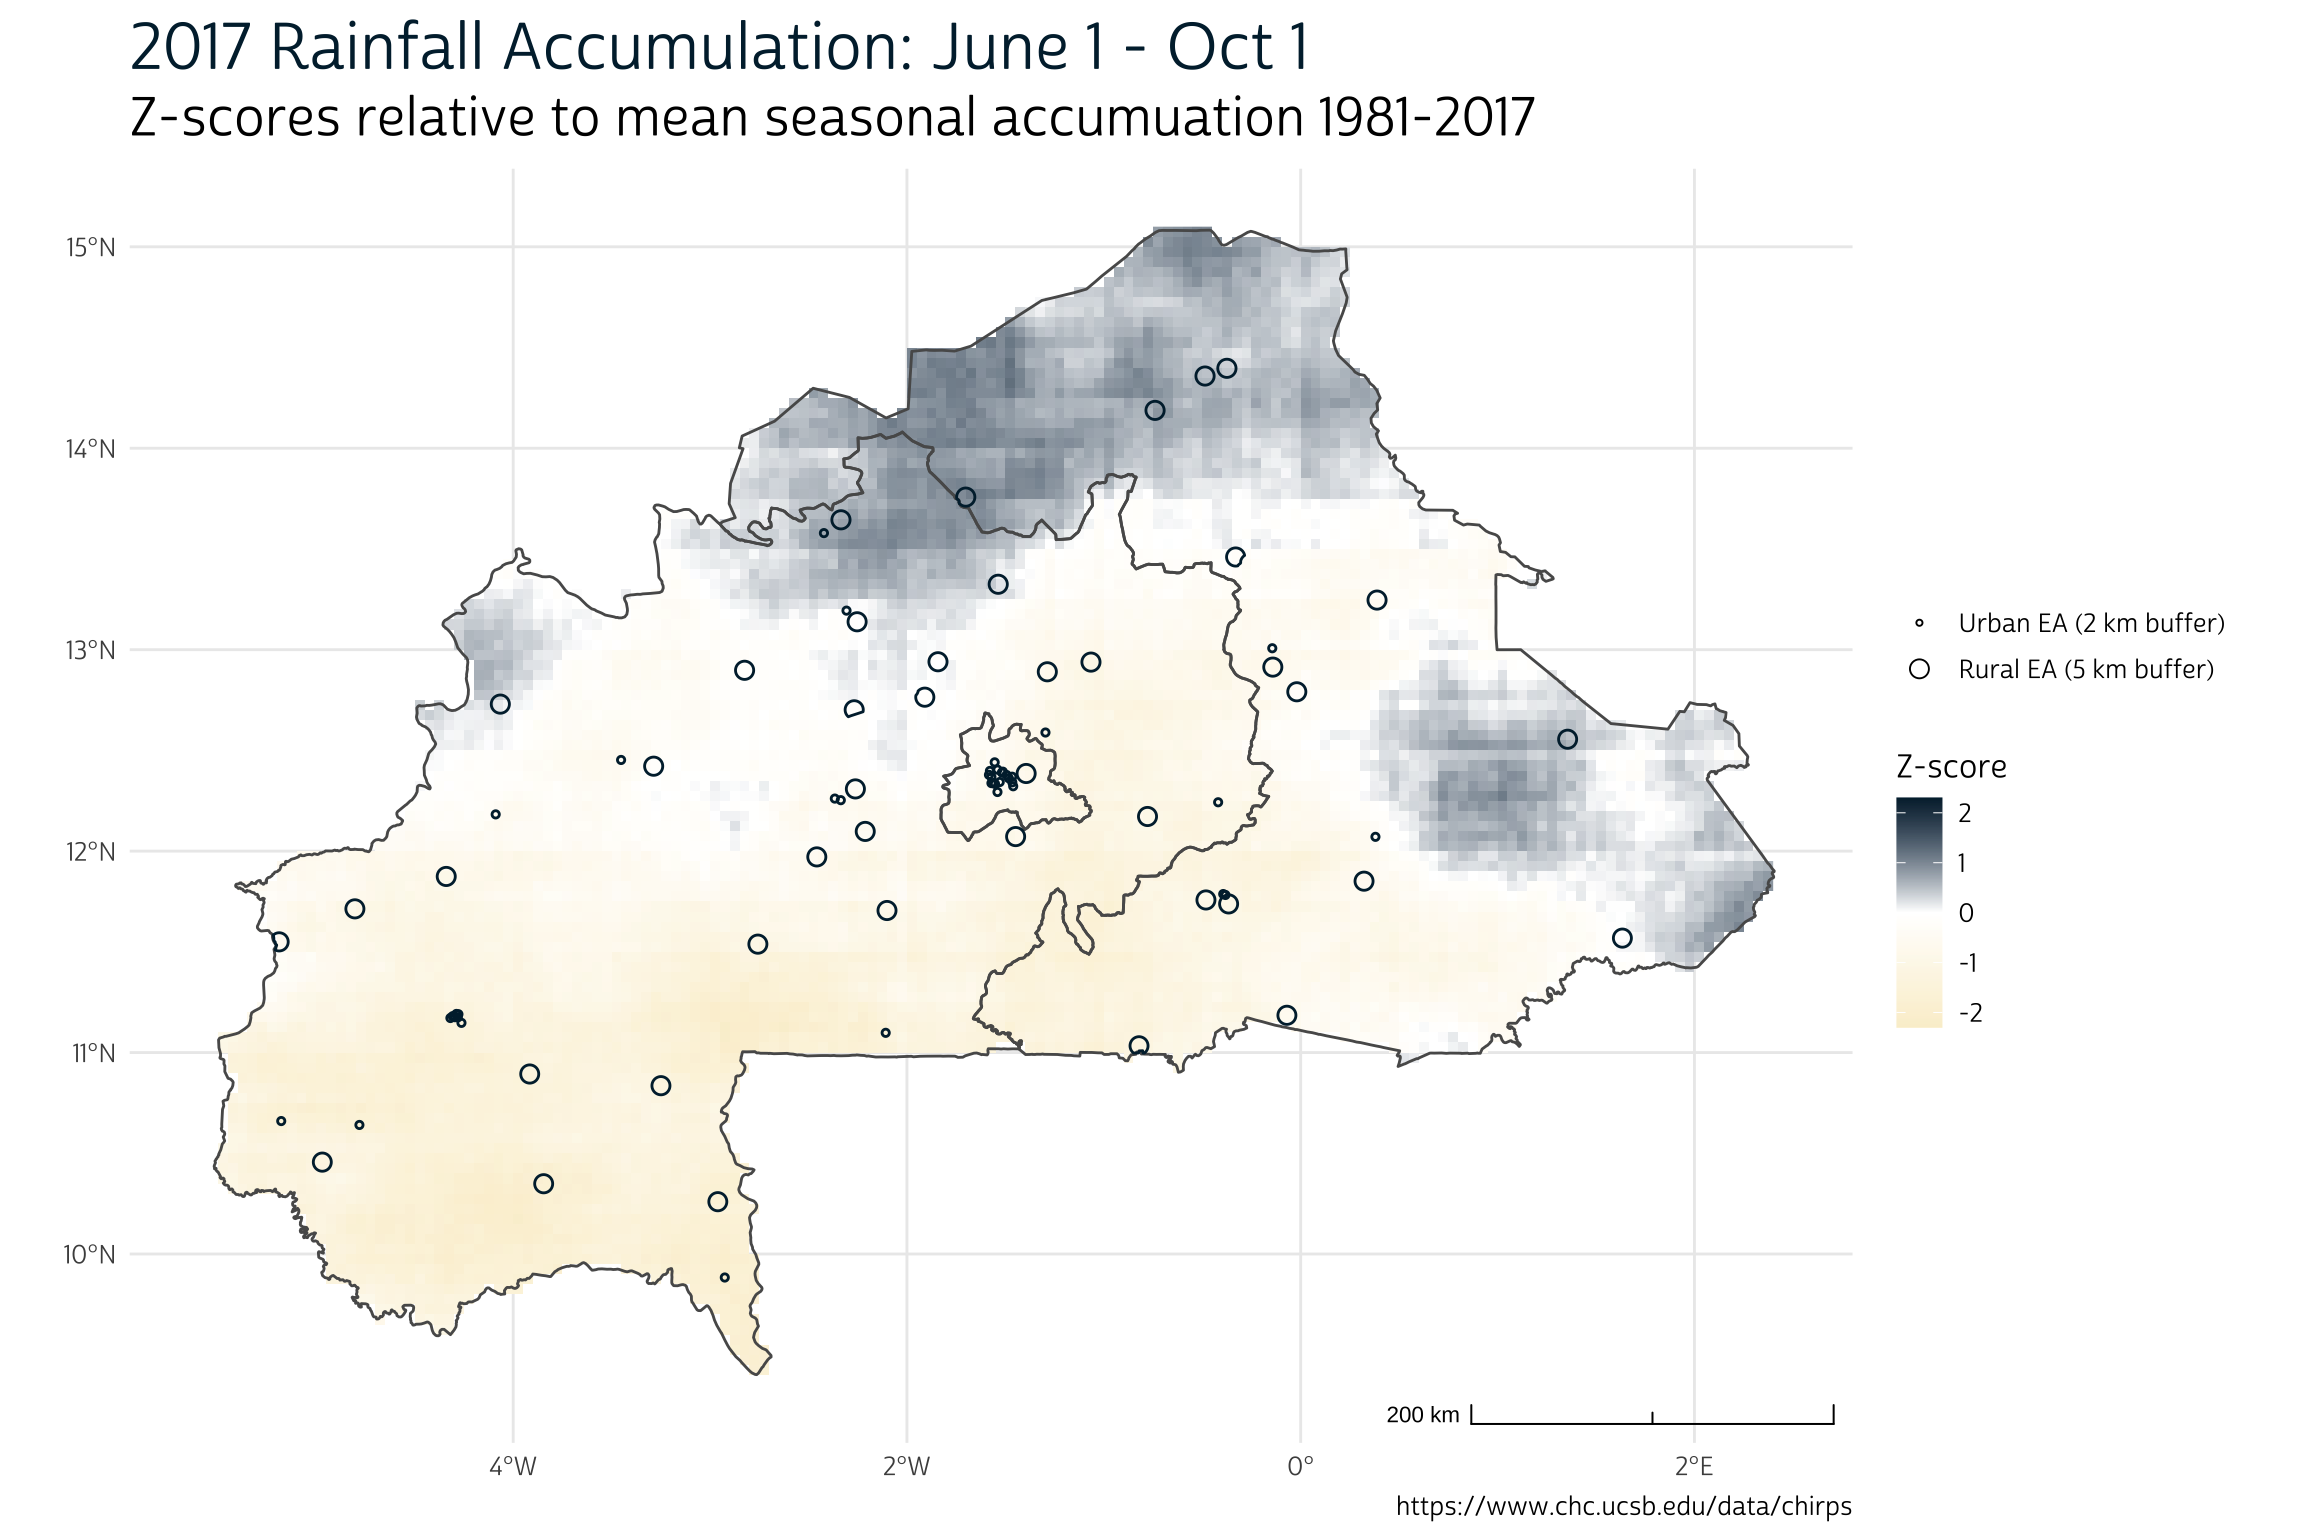 2017 Rainfall Accumulation: June 1 - Oct 1
Z-scores relative to mean seasonal accumuation 1981-2017
15°N
14°N
13°N
12°N
11°N
10°N
4°W
2°W
0°
2°E
200 km
Urban EA (2 km buffer)
Rural EA (5 km buffer)
Z-score
2
1
0
-1
-2
https://www.chc.ucsb.edu/data/chirps